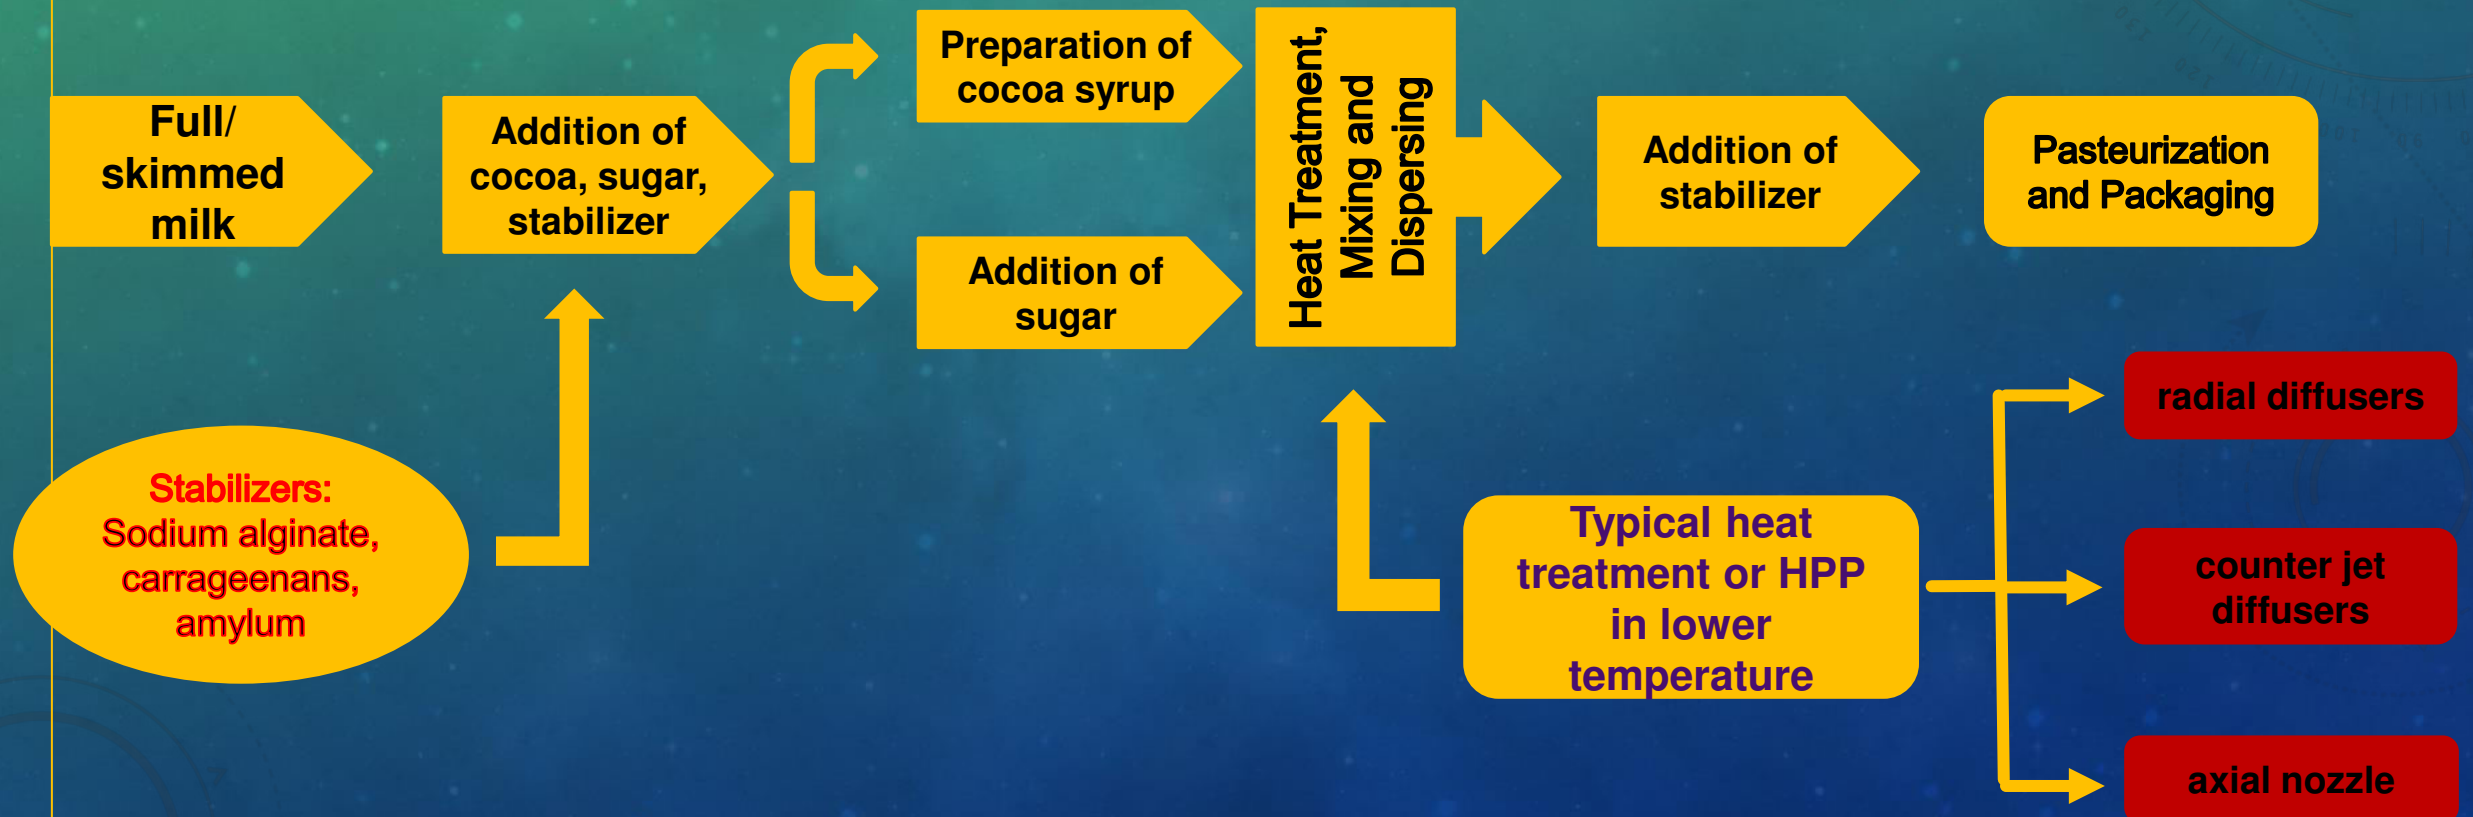 Full/
skimmed
milk
Addition of
cocoa, sugar,
stabilizer
Preparation of
cocoa syrup
Addition of
sugar
Heat Treatment,
Mixing and
Dispersing
Addition of
stabilizer
Pasteurization
and Packaging
Stabilizers:
Sodium alginate,
carrageenans,
amylum
Typical heat
treatment or HPP
in lower
temperature
radial diffusers
counter jet
diffusers
axial nozzle